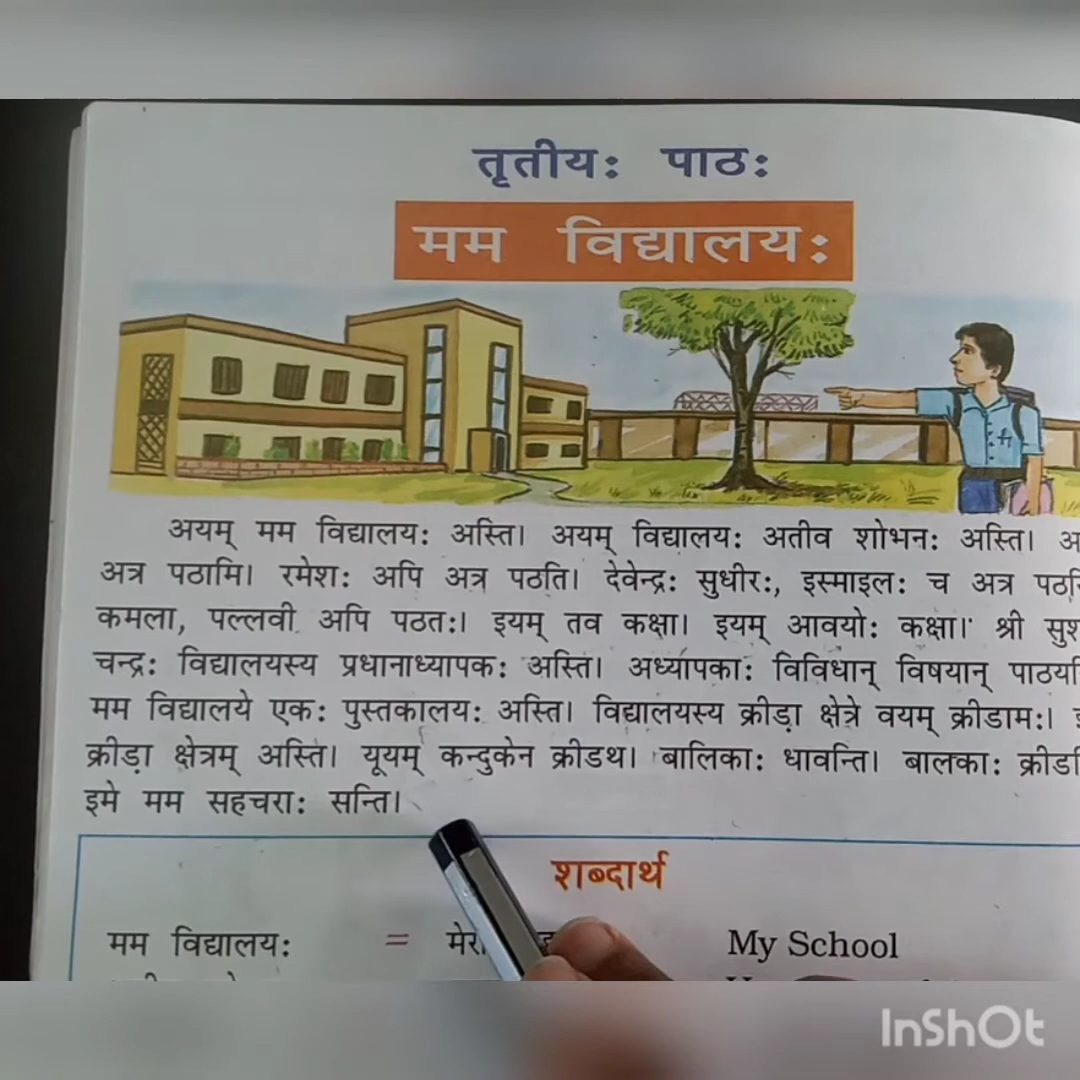 तृतीयः पाठः
मम विद्यालयः
अयम् मम विद्यालयः अस्ति। अयम् विद्यालयः अतीव शोभनः अस्ति।
अत्र पठामि। रमेशः अपि अत्र पठति। देवेन्द्रः सुधीरः, इस्माइलः च अत्र
कमला, पल्लवी अपि पठतः। इयम् तव कक्षा। इयम् आवयोः कक्षा। श्री
चन्द्रः विद्यालयस्य प्रधानाध्यापकः अस्ति। अध्यापकाः विविधान् विषयान्
मम विद्यालये एकः पुस्तकालयः अस्ति। विद्यालयस्य क्रीड़ा क्षेत्रे वयम् क्रीडामः।
क्रीड़ा क्षेत्रम् अस्ति। यूयम् कन्दुकेन क्रीडथ। बालिकाः धावन्ति। बालकाः
इमे मम सहचराः सन्ति।
शब्दार्थ
मम विद्यालयः = My School
InShOt